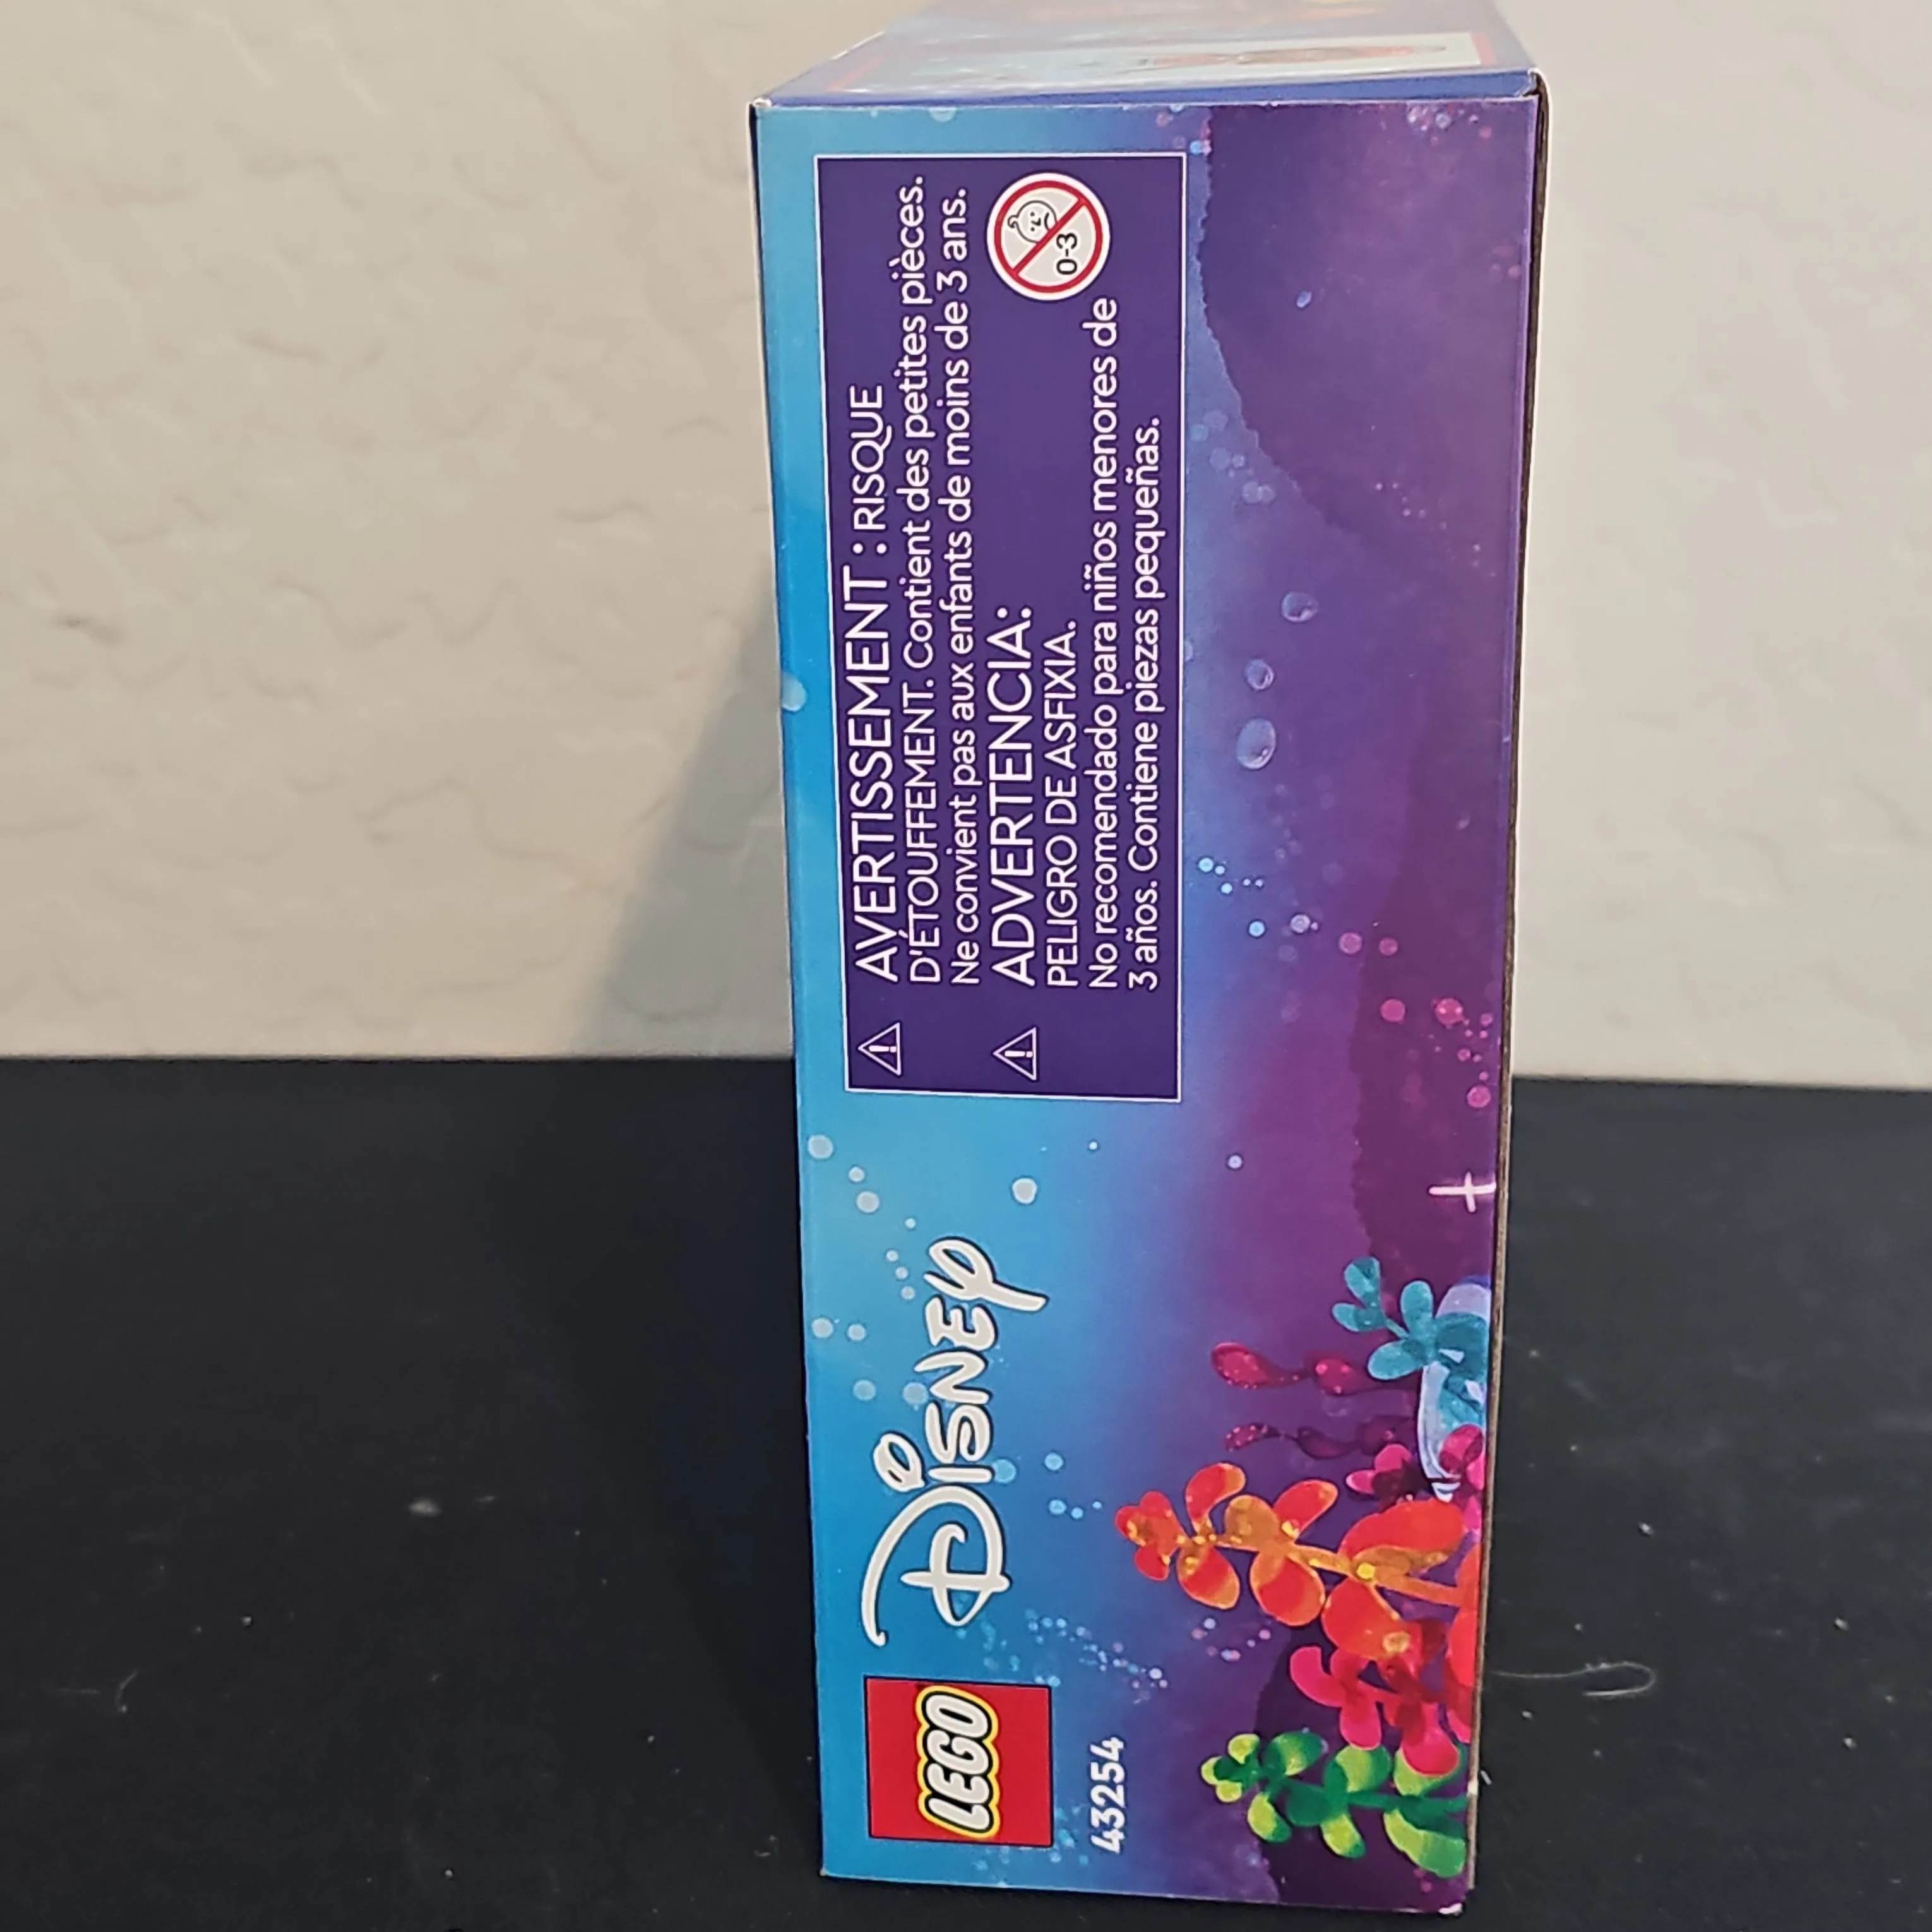 AVERTISSEMENT : RISQUE
D'ÉTOUFFEMENT. Contient des petites pièces.
Ne convient pas aux enfants de moins de 3 ans.
ADVERTENCIA:
PELIGRO DE ASFIXIA.
No recomendado para niños menores de
3 años. Contiene piezas pequeñas.
0-3
LEGO
Disney
43254